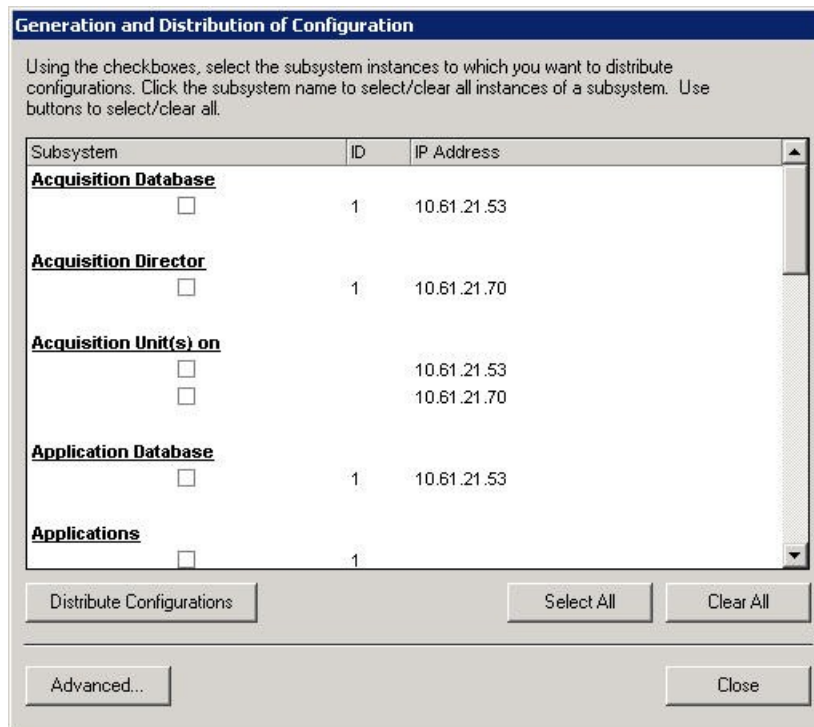 Generation and Distribution of Configuration
Using the checkboxes, select the subsystem instances to which you want to distribute
configurations. Click the subsystem name to select/clear all instances of a subsystem. Use
buttons to select/clear all.
Subsystem ID IP Address
Acquisition Database
1 10.61.21.53
Acquisition Director
1 10.61.21.70
Acquisition Unit(s) on
10.61.21.53
10.61.21.70
Application Database
1 10.61.21.53
Applications
1
Distribute Configurations Select All Clear All
Advanced... Close